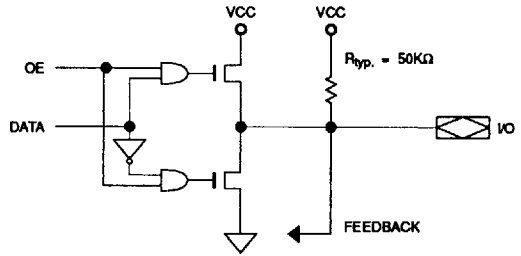 VCC
VCC
OE
Rtyp. = 50KΩ
DATA
I/O
FEEDBACK